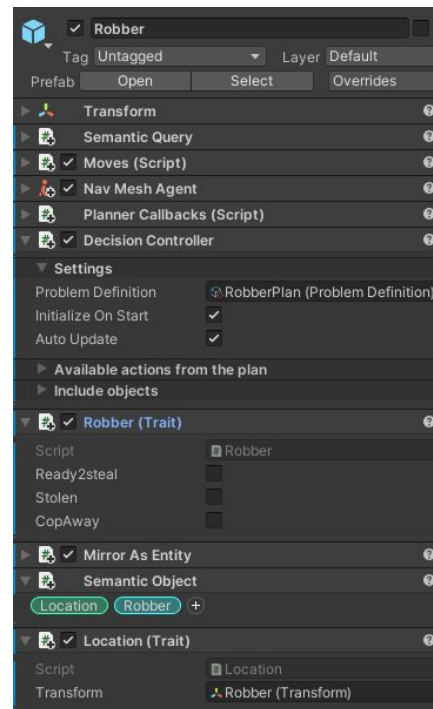 Robber
Tag Untagged Layer Default
Prefab Open Select Overrides
Transform
Semantic Query
Moves (Script)
Nav Mesh Agent
Planner Callbacks (Script)
Decision Controller
Settings
Problem Definition RobberPlan (Problem Definition)
Initialize On Start
Auto Update
Available actions from the plan
Include objects
Robber (Trait)
Script Robber
Ready2steal
Stolen
CopAway
Mirror As Entity
Semantic Object
Location Robber +
Location (Trait)
Script Location
Transform Robber (Transform)